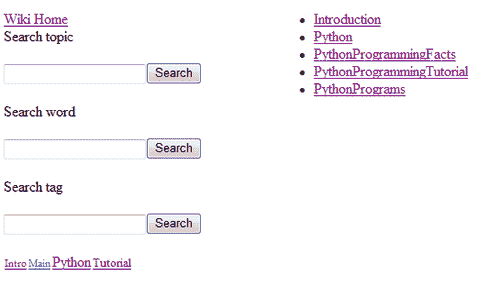 Wiki Home
Search topic
Search
Search word
Search
Search tag
Search
Intro Main Python Tutorial
Introduction
Python
PythonProgrammingFacts
PythonProgrammingTutorial
PythonPrograms